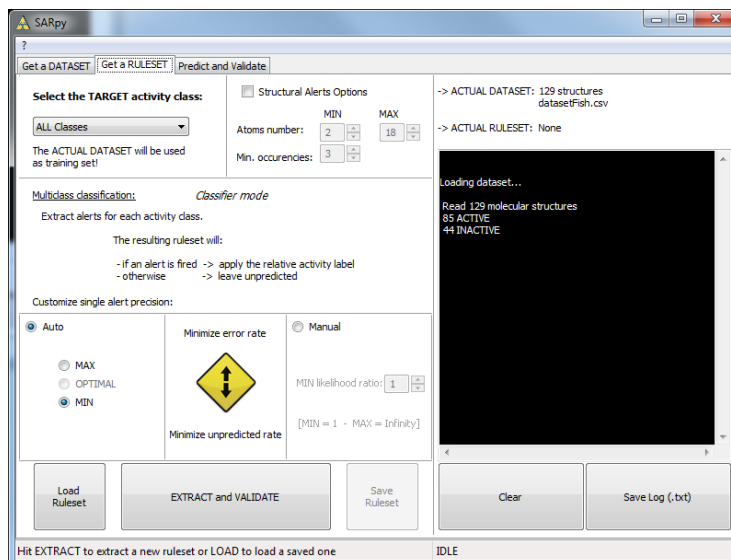 SARpy
?
Get a DATASET Get a RULESET Predict and Validate
Select the TARGET activity class:
ALL Classes
The ACTUAL DATASET will be used
as training set!
Structural Alerts Options
MIN MAX
Atoms number: 2 18
Min. occurencies: 3
Multiclass classification: Classifier mode
Extract alerts for each activity class.
The resulting ruleset will:
- if an alert is fired -> apply the relative activity label
- otherwise -> leave unpredicted
Customize single alert precision:
Auto
MAX
OPTIMAL
MIN
Minimize error rate
Minimize unpredicted rate
Manual
MIN likelihood ratio: 1
[MIN = 1 - MAX = Infinity]
Load
Ruleset
EXTRACT and VALIDATE
Save
Ruleset
-> ACTUAL DATASET: 129 structures
datasetFish.csv
-> ACTUAL RULESET: None
Loading dataset...
Read 129 molecular structures
85 ACTIVE
44 INACTIVE
Clear
Save Log (.txt)
Hit EXTRACT to extract a new ruleset or LOAD to load a saved one
IDLE